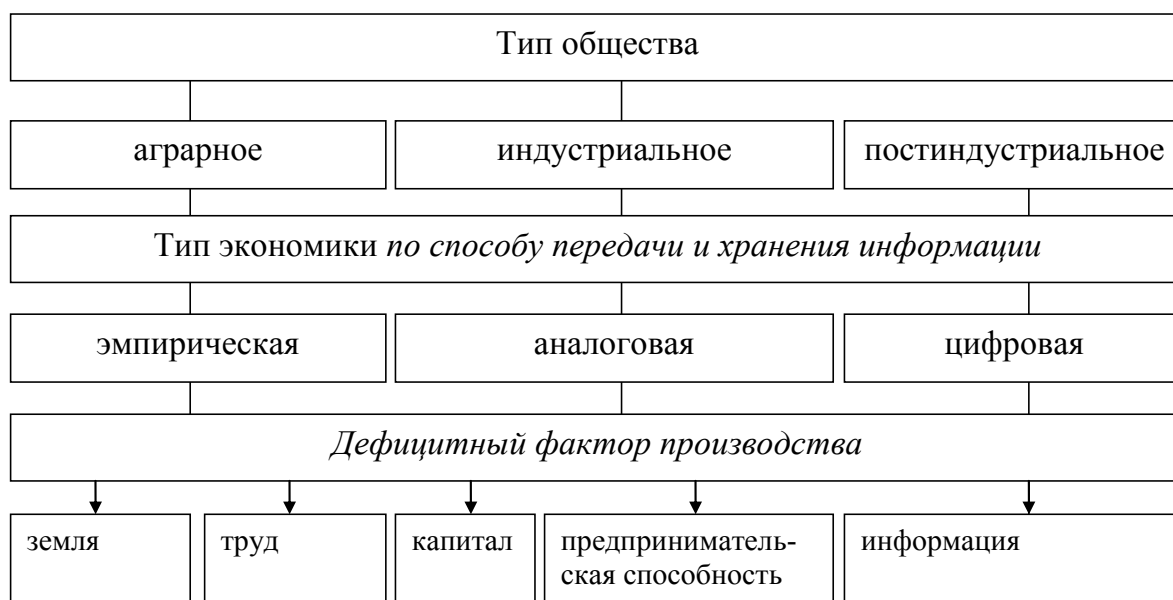 Тип общества
аграрное
индустриальное
постиндустриальное
Тип экономики по способу передачи и хранения информации
эмпирическая
аналоговая
цифровая
Дефицитный фактор производства
земля
труд
капитал
предприниматель-
ская способность
информация